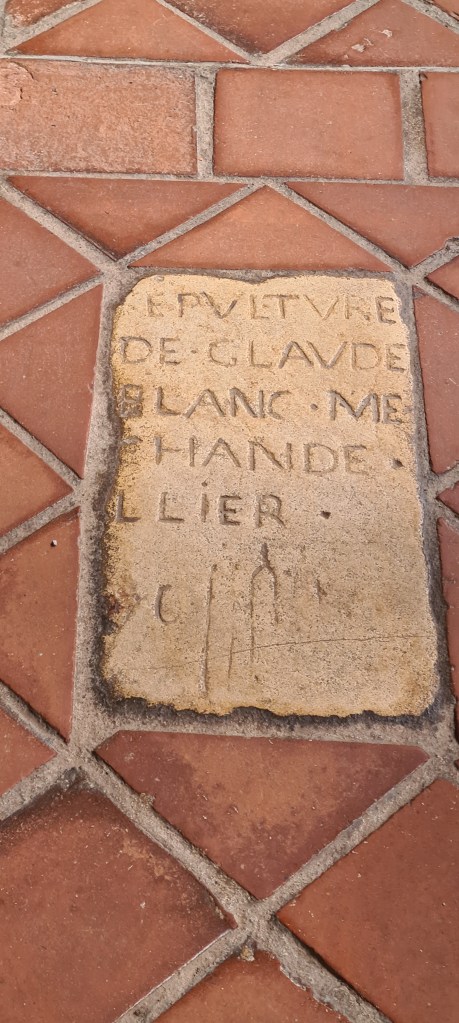 EPVLTVRE
DE · GLAVDE
BLANC · ME
HANDE ·
LLIER ·